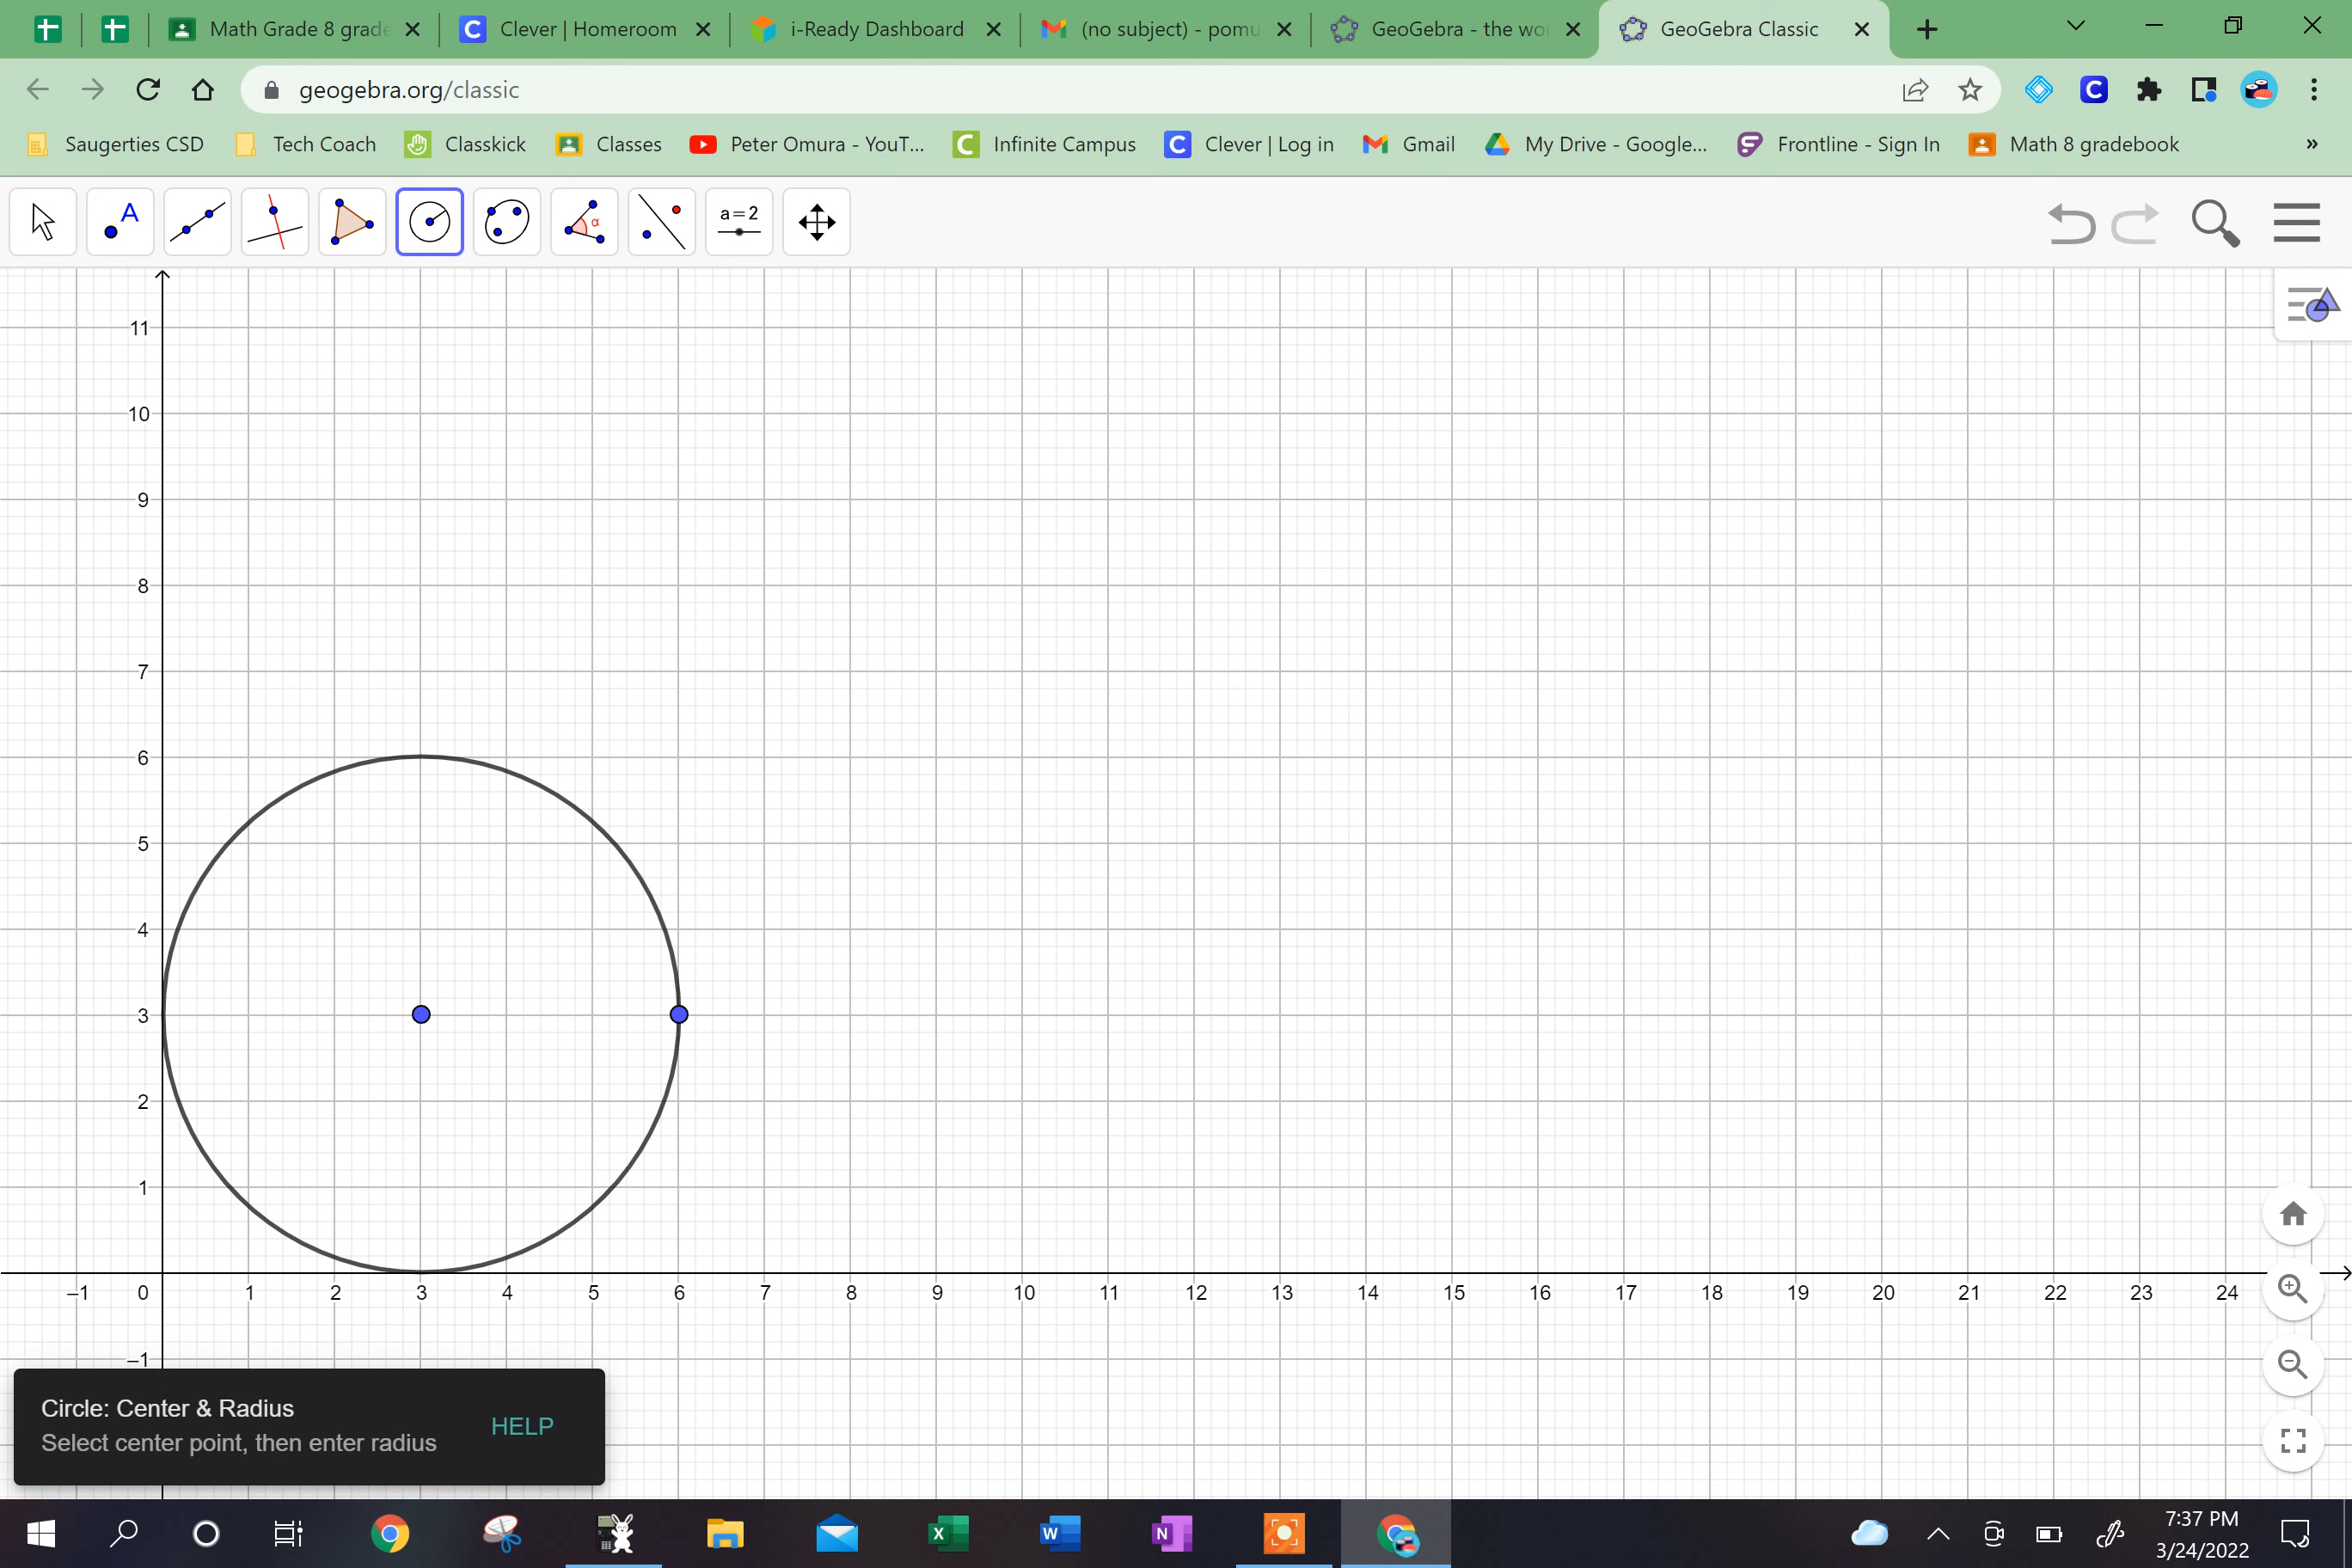 Math Grade 8 grade
Clever | Homeroom
i-Ready Dashboard
(no subject) - pomu
GeoGebra - the wor
GeoGebra Classic
geogebra.org/classic
Saugerties CSD
Tech Coach
Classkick
Classes
Peter Omura - YouT...
Infinite Campus
Clever | Log in
Gmail
My Drive - Google...
Frontline - Sign In
Math 8 gradebook
»
A
α
a=2
11
10
9
8
7
6
5
4
3
2
1
–1 0 1 2 3 4 5 6 7 8 9 10 11 12 13 14 15 16 17 18 19 20 21 22 23 24
–1
Circle: Center & Radius
Select center point, then enter radius
HELP
7:37 PM
3/24/2022